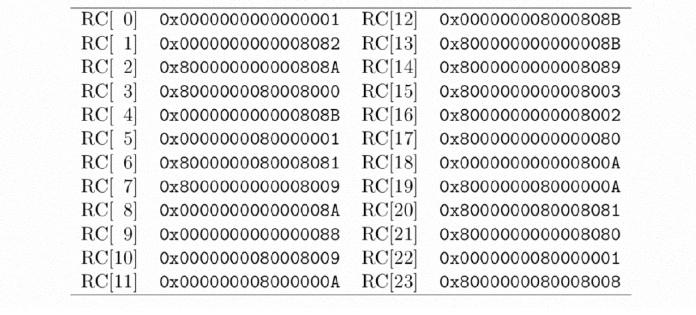 RC[ 0] 0x0000000000000001 RC[12] 0x000000008000808B
RC[ 1] 0x0000000000008082 RC[13] 0x800000000000008B
RC[ 2] 0x800000000000808A RC[14] 0x8000000000008089
RC[ 3] 0x8000000080008000 RC[15] 0x8000000000008003
RC[ 4] 0x000000000000808B RC[16] 0x8000000000008002
RC[ 5] 0x0000000080000001 RC[17] 0x8000000000000080
RC[ 6] 0x8000000080008081 RC[18] 0x000000000000800A
RC[ 7] 0x8000000000008009 RC[19] 0x800000008000000A
RC[ 8] 0x000000000000008A RC[20] 0x8000000080008081
RC[ 9] 0x0000000000000088 RC[21] 0x8000000000008080
RC[10] 0x0000000080008009 RC[22] 0x0000000080000001
RC[11] 0x000000008000000A RC[23] 0x8000000080008008